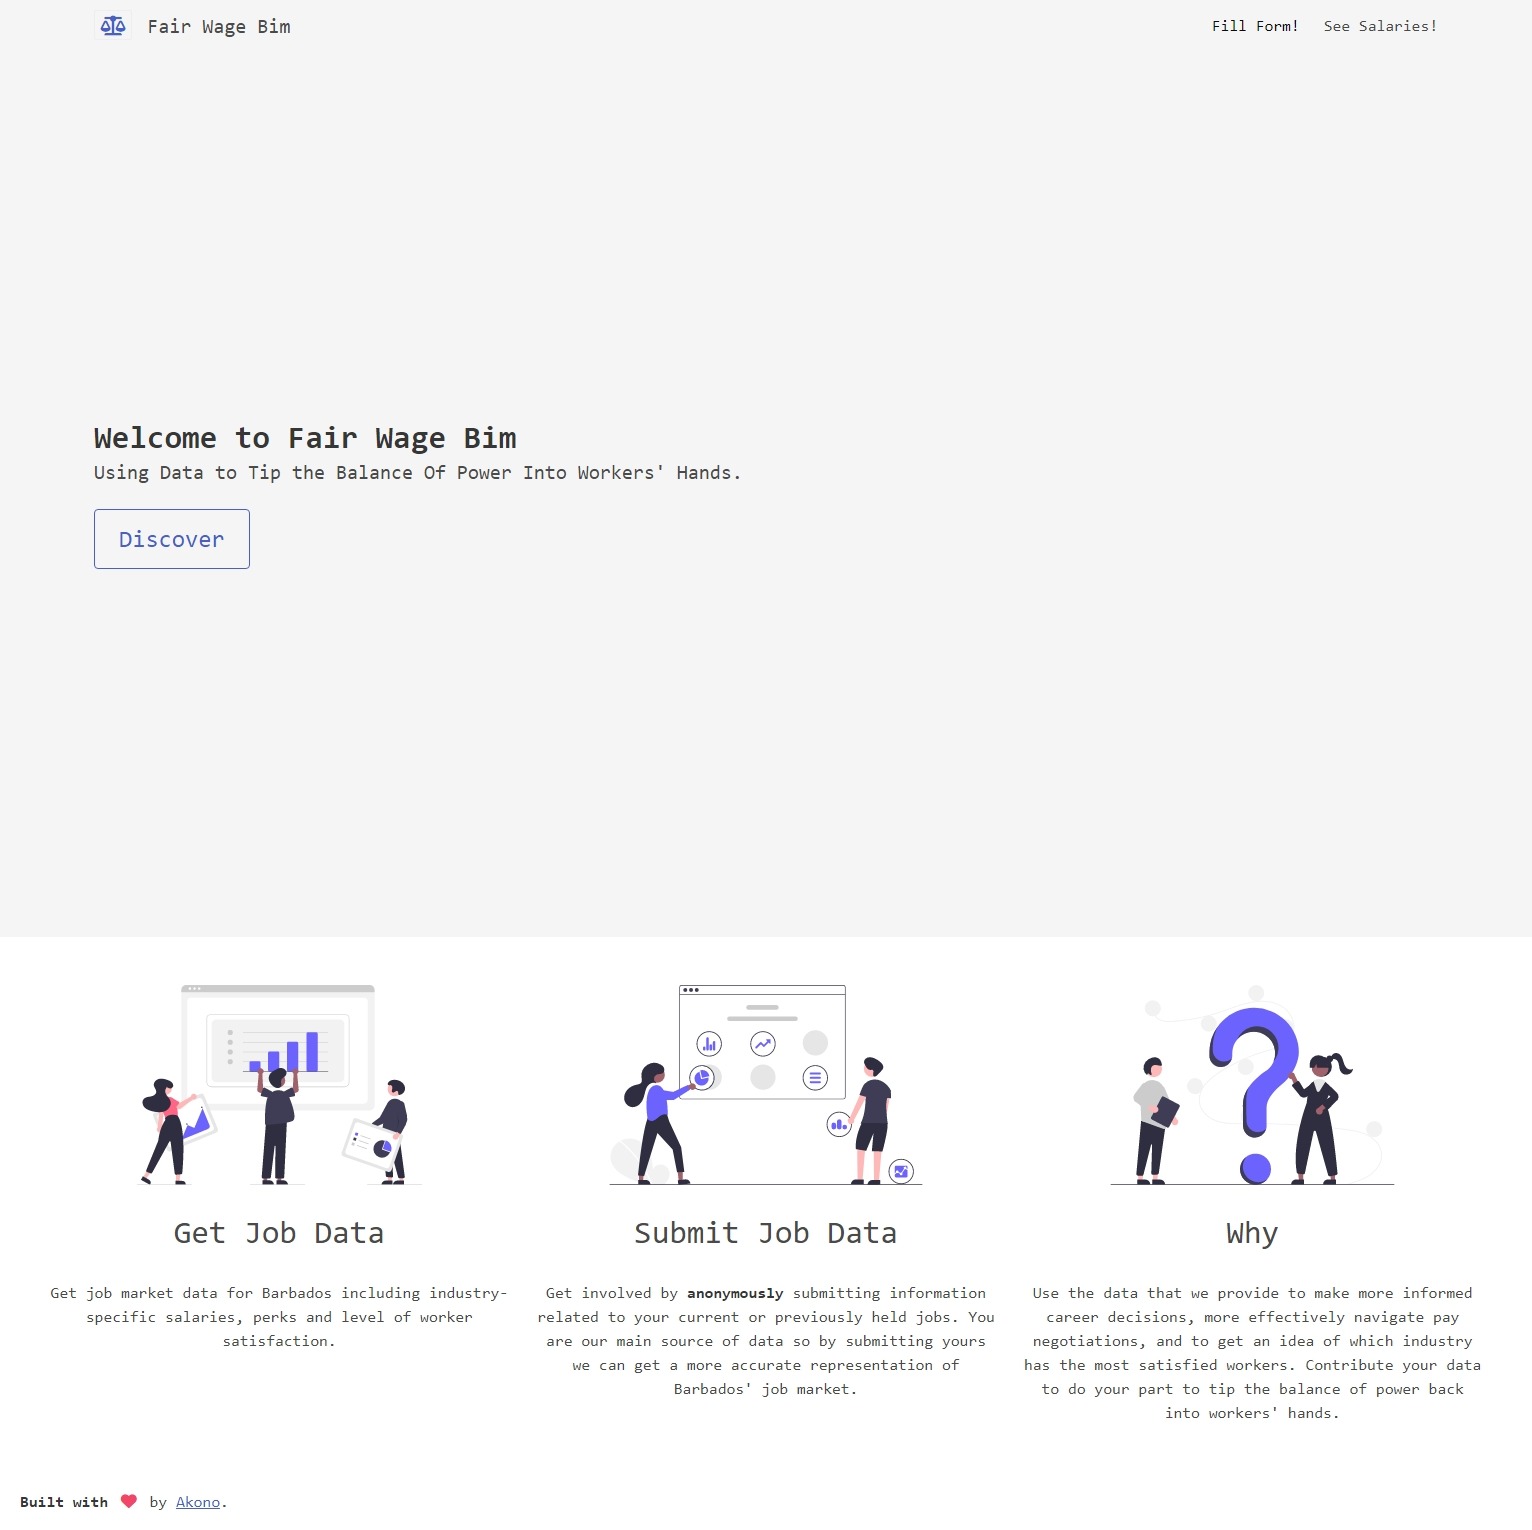 Fair Wage Bim
Fill Form!
See Salaries!
Welcome to Fair Wage Bim
Using Data to Tip the Balance Of Power Into Workers' Hands.
Discover
Get Job Data
Get job market data for Barbados including industry-
specific salaries, perks and level of worker
satisfaction.
Submit Job Data
Get involved by anonymously submitting information
related to your current or previously held jobs. You
are our main source of data so by submitting yours
we can get a more accurate representation of
Barbados' job market.
Why
Use the data that we provide to make more informed
career decisions, more effectively navigate pay
negotiations, and to get an idea of which industry
has the most satisfied workers. Contribute your data
to do your part to tip the balance of power back
into workers' hands.
Built with by Akono.